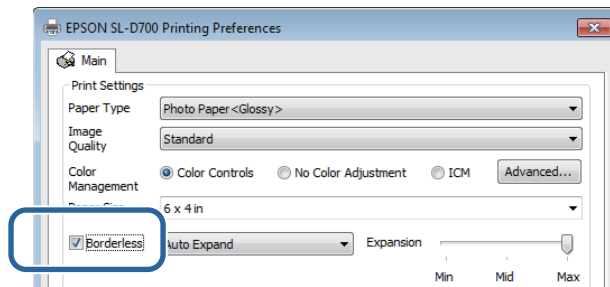 EPSON SL-D700 Printing Preferences
Main
Print Settings
Paper Type Photo Paper<Glossy>
Image Quality Standard
Color Management Color Controls No Color Adjustment ICM Advanced...
6 x 4 in
Borderless Auto Expand Expansion
Min Mid Max